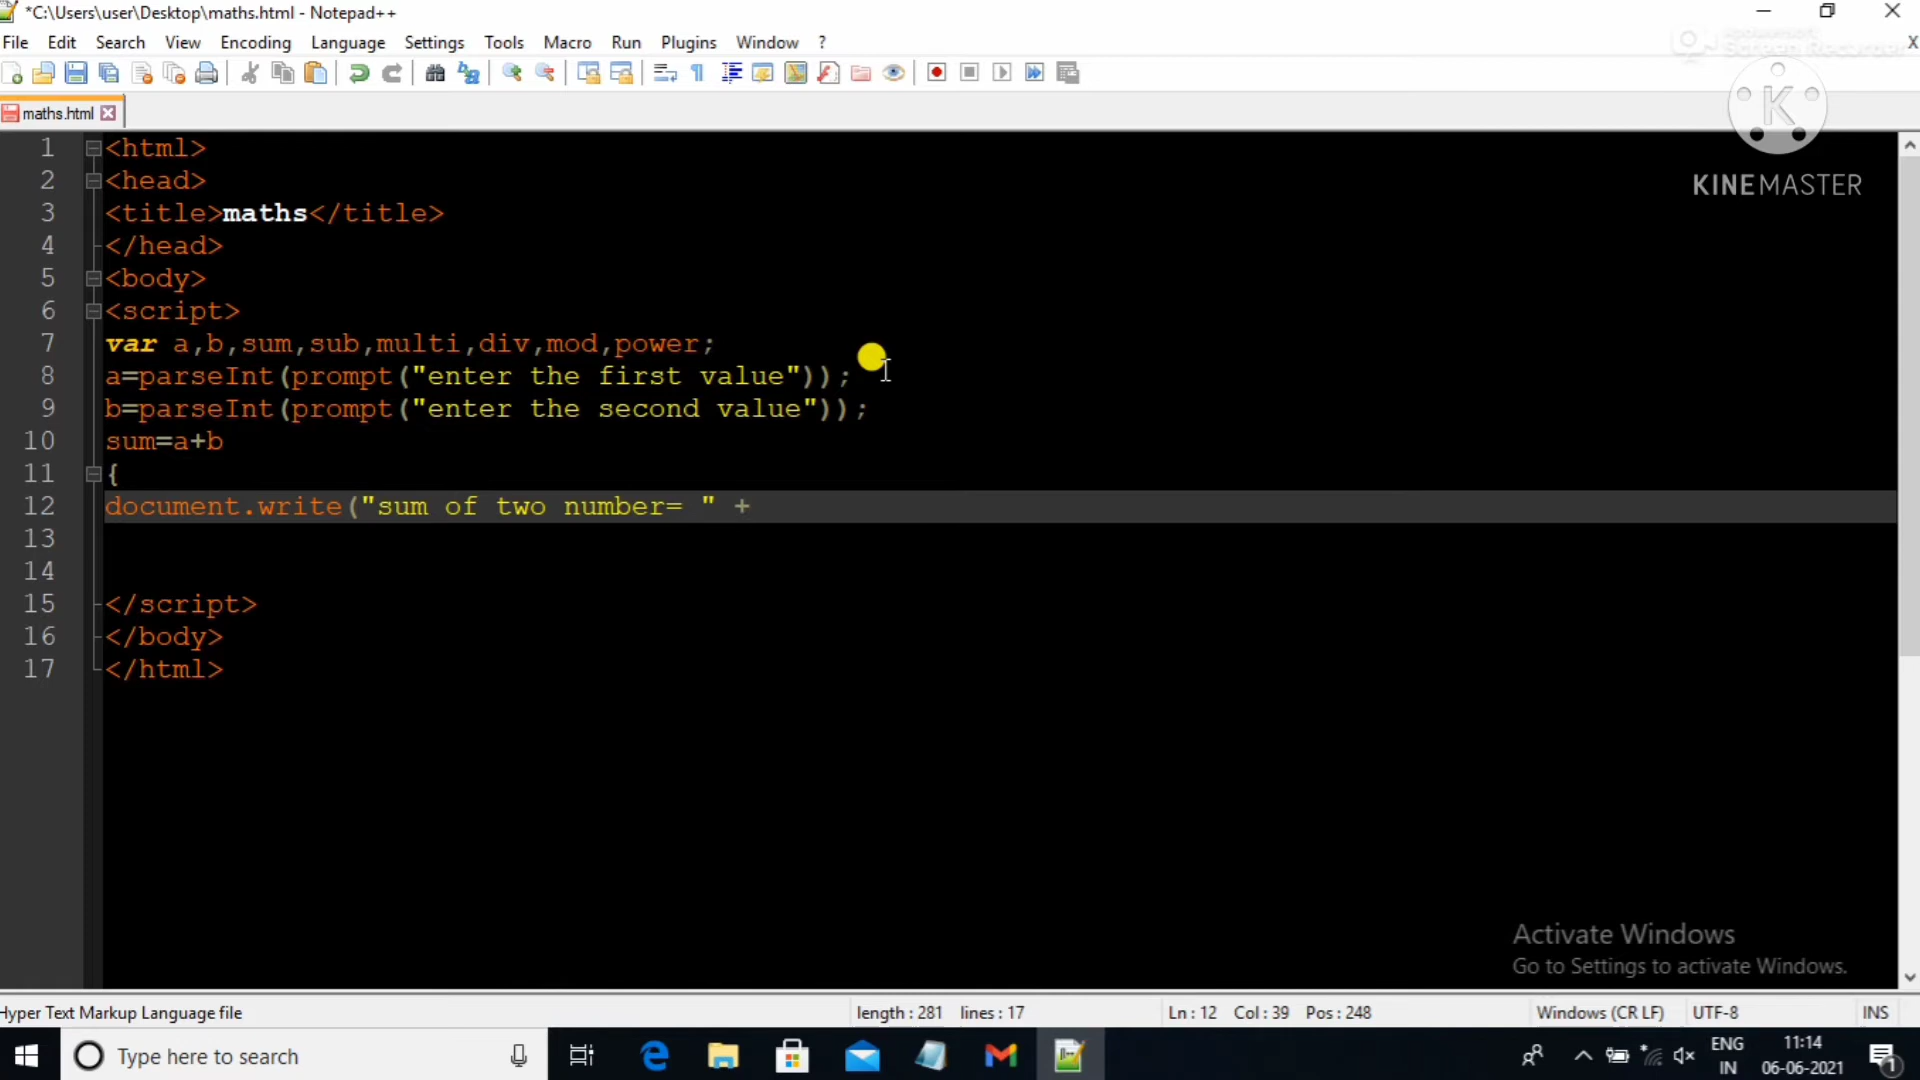 *C:\Users\user\Desktop\maths.html - Notepad++
File Edit Search View Encoding Language Settings Tools Macro Run Plugins Window ? X
maths.html
KINEMASTER
1 <html>
2 <head>
3 <title>maths</title>
4 </head>
5 <body>
6 <script>
7 var a,b,sum,sub,multi,div,mod,power;
8 a=parseInt(prompt("enter the first value"));
9 b=parseInt(prompt("enter the second value"));
10 sum=a+b
11 {
12 document.write("sum of two number= " +
13
14
15 </script>
16 </body>
17 </html>
Activate Windows
Go to Settings to activate Windows.
Hyper Text Markup Language file length : 281 lines : 17 Ln : 12 Col : 39 Pos : 248 Windows (CR LF) UTF-8 INS
Type here to search
ENG
IN
11:14
06-06-2021
1